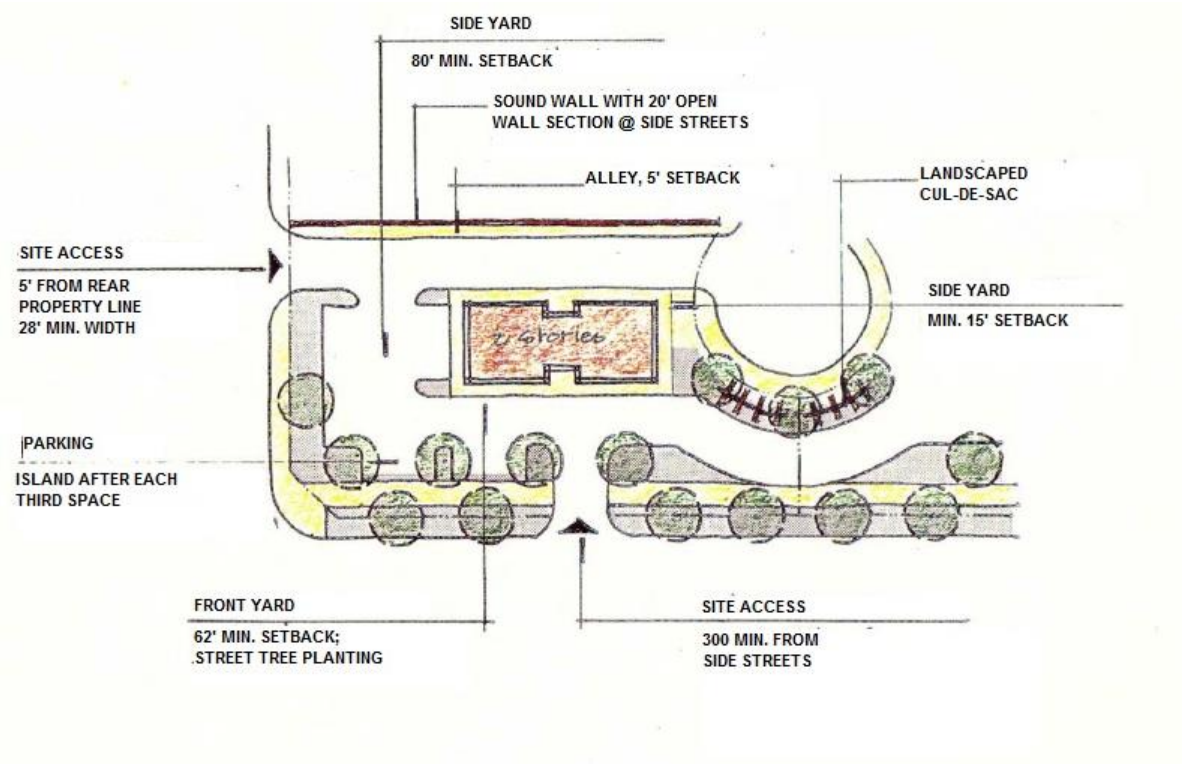 SIDE YARD
80' MIN. SETBACK
SOUND WALL WITH 20' OPEN
WALL SECTION @ SIDE STREETS
ALLEY, 5' SETBACK
LANDSCAPED
CUL-DE-SAC
SITE ACCESS
5' FROM REAR
PROPERTY LINE
28' MIN. WIDTH
SIDE YARD
MIN. 15' SETBACK
2 stories
PARKING
ISLAND AFTER EACH
THIRD SPACE
FRONT YARD
62' MIN. SETBACK;
STREET TREE PLANTING
SITE ACCESS
300 MIN. FROM
SIDE STREETS